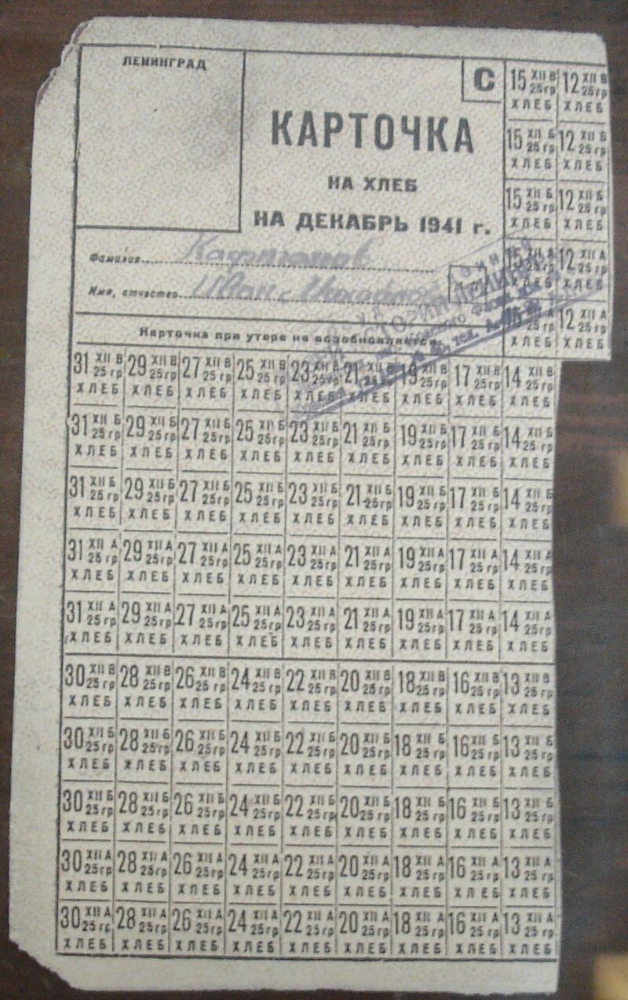 ЛЕНИНГРАД
С
КАРТОЧКА
НА ХЛЕБ
НА ДЕКАБРЬ 1941 г.
Фамилия
Имя, отчество Иван
Карточка при утере не возобновляется.
15 XII В 25 гр ХЛЕБ 12 XII В 25 гр ХЛЕБ
15 XII Б 25 гр ХЛЕБ 12 XII Б 25 гр ХЛЕБ
15 XII Б 25 гр ХЛЕБ 12 XII Б 25 гр ХЛЕБ
15 XII А 25 гр ХЛЕБ 12 XII А 25 гр ХЛЕБ
15 XII А 25 гр ХЛЕБ 12 XII А 25 гр ХЛЕБ
31 XII В 29 XII В 27 XII В 25 XII В 23 XII В 21 XII В 19 XII В 17 XII В 14 XII В
25 гр 25 гр 25 гр 25 гр 25 гр 25 гр 25 гр 25 гр 25 гр
ХЛЕБ ХЛЕБ ХЛЕБ ХЛЕБ ХЛЕБ ХЛЕБ ХЛЕБ ХЛЕБ ХЛЕБ
31 XII Б 29 XII Б 27 XII Б 25 XII Б 23 XII Б 21 XII Б 19 XII Б 17 XII Б 14 XII Б
25 гр 25 гр 25 гр 25 гр 25 гр 25 гр 25 гр 25 гр 25 гр
ХЛЕБ ХЛЕБ ХЛЕБ ХЛЕБ ХЛЕБ ХЛЕБ ХЛЕБ ХЛЕБ ХЛЕБ
31 XII Б 29 XII Б 27 XII Б 25 XII Б 23 XII Б 21 XII Б 19 XII Б 17 XII Б 14 XII Б
25 гр 25 гр 25 гр 25 гр 25 гр 25 гр 25 гр 25 гр 25 гр
ХЛЕБ ХЛЕБ ХЛЕБ ХЛЕБ ХЛЕБ ХЛЕБ ХЛЕБ ХЛЕБ ХЛЕБ
31 XII А 29 XII А 27 XII А 25 XII А 23 XII А 21 XII А 19 XII А 17 XII А 14 XII А
25 гр 25 гр 25 гр 25 гр 25 гр 25 гр 25 гр 25 гр 25 гр
ХЛЕБ ХЛЕБ ХЛЕБ ХЛЕБ ХЛЕБ ХЛЕБ ХЛЕБ ХЛЕБ ХЛЕБ
31 XII А 29 XII А 27 XII А 25 XII А 23 XII А 21 XII А 19 XII А 17 XII А 14 XII А
25 гр 25 гр 25 гр 25 гр 25 гр 25 гр 25 гр 25 гр 25 гр
ХЛЕБ ХЛЕБ ХЛЕБ ХЛЕБ ХЛЕБ ХЛЕБ ХЛЕБ ХЛЕБ ХЛЕБ
30 XII В 28 XII В 26 XII В 24 XII В 22 XII В 20 XII В 18 XII В 16 XII В 13 XII В
25 гр 25 гр 25 гр 25 гр 25 гр 25 гр 25 гр 25 гр 25 гр
ХЛЕБ ХЛЕБ ХЛЕБ ХЛЕБ ХЛЕБ ХЛЕБ ХЛЕБ ХЛЕБ ХЛЕБ
30 XII Б 28 XII Б 26 XII Б 24 XII Б 22 XII Б 20 XII Б 18 XII Б 16 XII Б 13 XII Б
25 гр 25 гр 25 гр 25 гр 25 гр 25 гр 25 гр 25 гр 25 гр
ХЛЕБ ХЛЕБ ХЛЕБ ХЛЕБ ХЛЕБ ХЛЕБ ХЛЕБ ХЛЕБ ХЛЕБ
30 XII Б 28 XII Б 26 XII Б 24 XII Б 22 XII Б 20 XII Б 18 XII Б 16 XII Б 13 XII Б
25 гр 25 гр 25 гр 25 гр 25 гр 25 гр 25 гр 25 гр 25 гр
ХЛЕБ ХЛЕБ ХЛЕБ ХЛЕБ ХЛЕБ ХЛЕБ ХЛЕБ ХЛЕБ ХЛЕБ
30 XII А 28 XII А 26 XII А 24 XII А 22 XII А 20 XII А 18 XII А 16 XII А 13 XII А
25 гр 25 гр 25 гр 25 гр 25 гр 25 гр 25 гр 25 гр 25 гр
ХЛЕБ ХЛЕБ ХЛЕБ ХЛЕБ ХЛЕБ ХЛЕБ ХЛЕБ ХЛЕБ ХЛЕБ
30 XII А 28 XII А 26 XII А 24 XII А 22 XII А 20 XII А 18 XII А 16 XII А 13 XII А
25 гр 25 гр 25 гр 25 гр 25 гр 25 гр 25 гр 25 гр 25 гр
ХЛЕБ ХЛЕБ ХЛЕБ ХЛЕБ ХЛЕБ ХЛЕБ ХЛЕБ ХЛЕБ ХЛЕБ